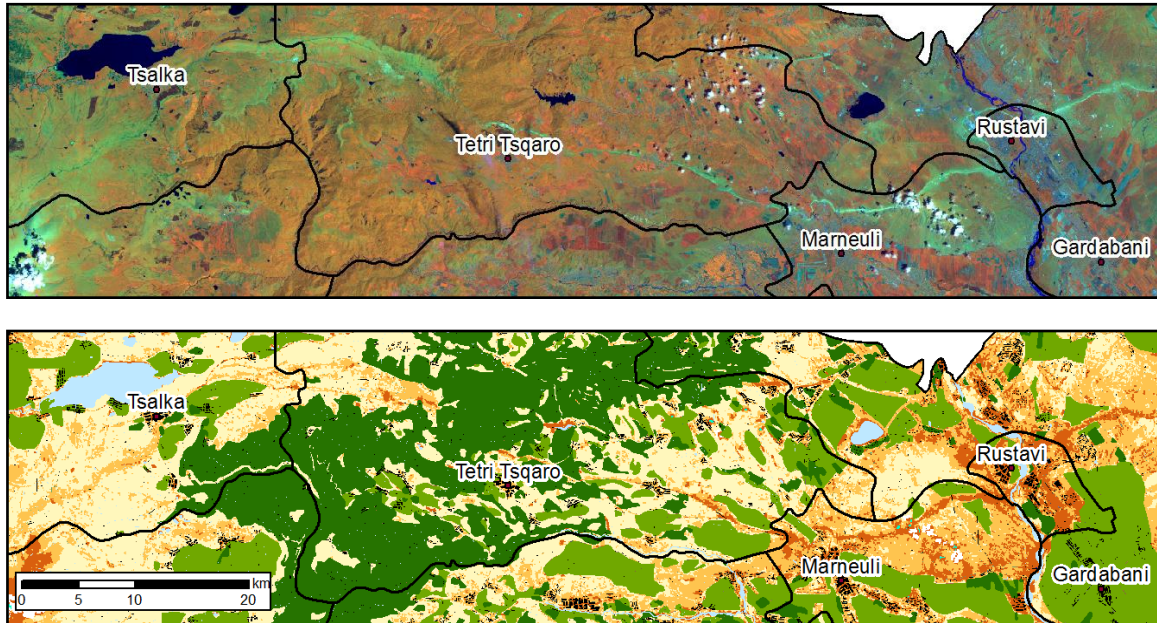 Tsalka
Tetri Tsqaro
Rustavi
Marneuli
Gardabani
Tsalka
Tetri Tsqaro
Rustavi
Marneuli
Gardabani
km
0 5 10 20